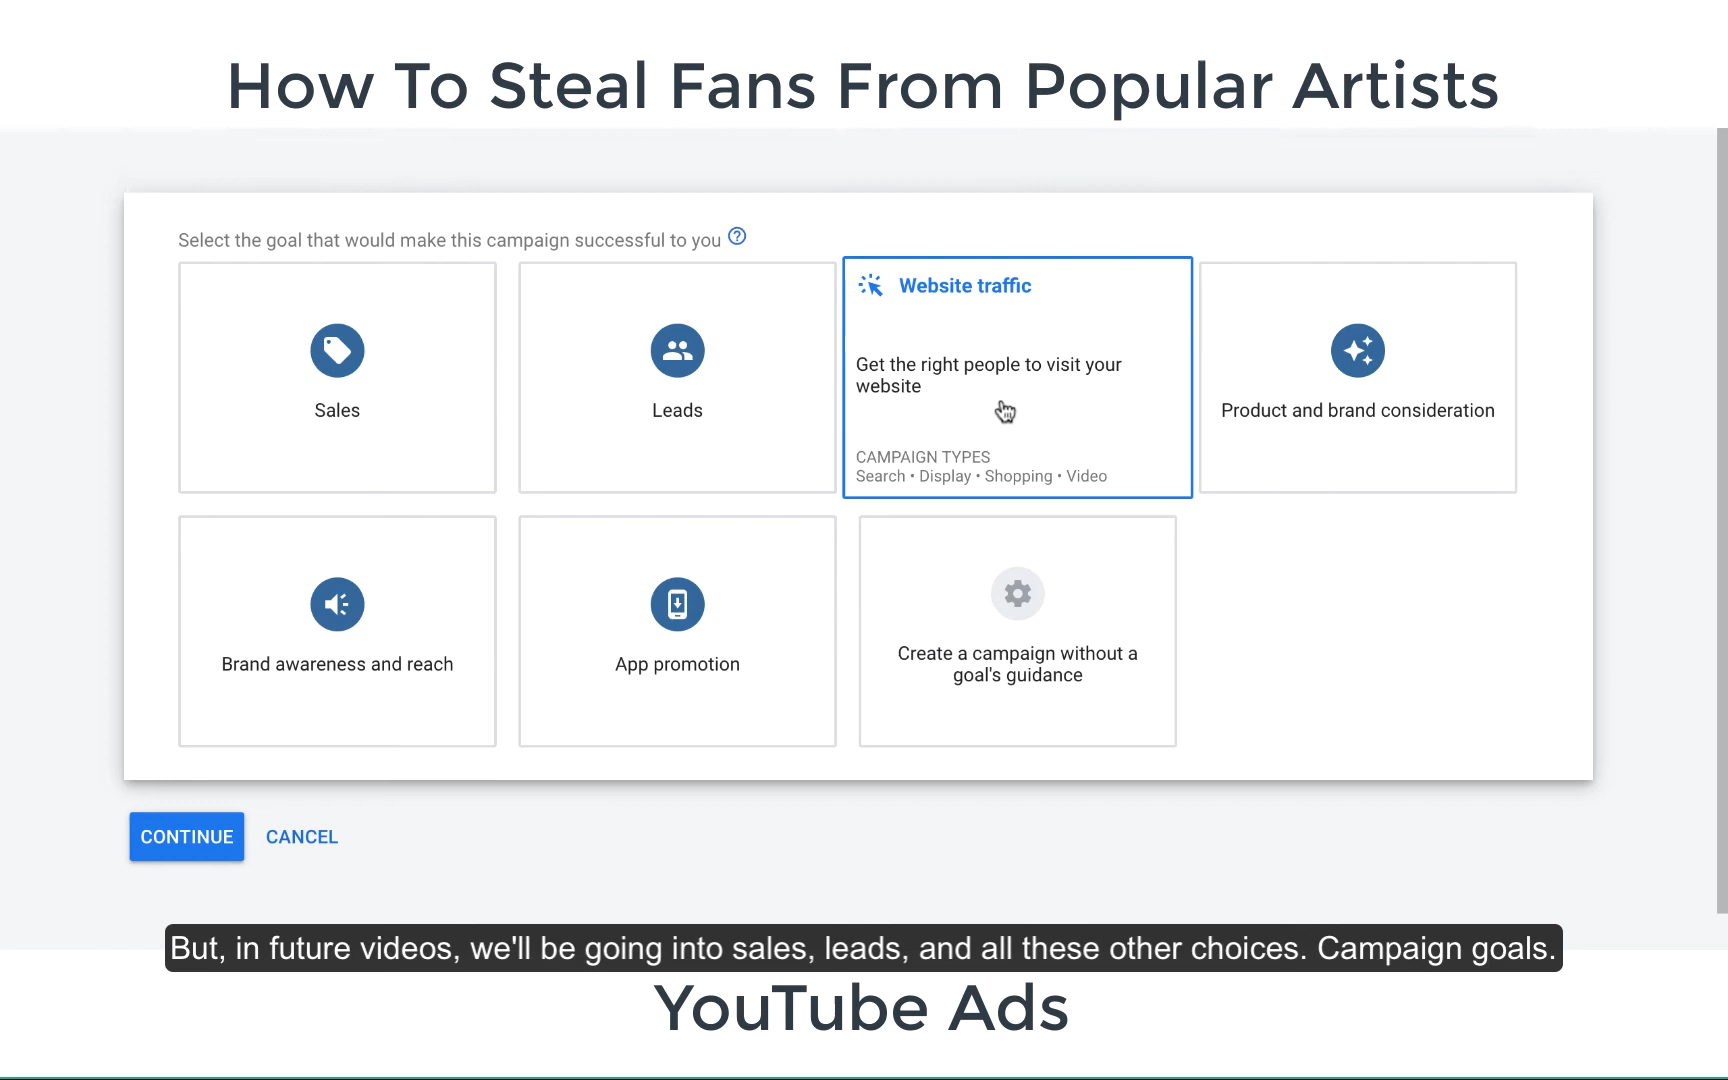 How To Steal Fans From Popular Artists
Select the goal that would make this campaign successful to you
Sales
Leads
Website traffic
Get the right people to visit your
website
CAMPAIGN TYPES
Search • Display • Shopping • Video
Product and brand consideration
Brand awareness and reach
App promotion
Create a campaign without a
goal's guidance
CONTINUE
CANCEL
But, in future videos, we'll be going into sales, leads, and all these other choices. Campaign goals.
YouTube Ads